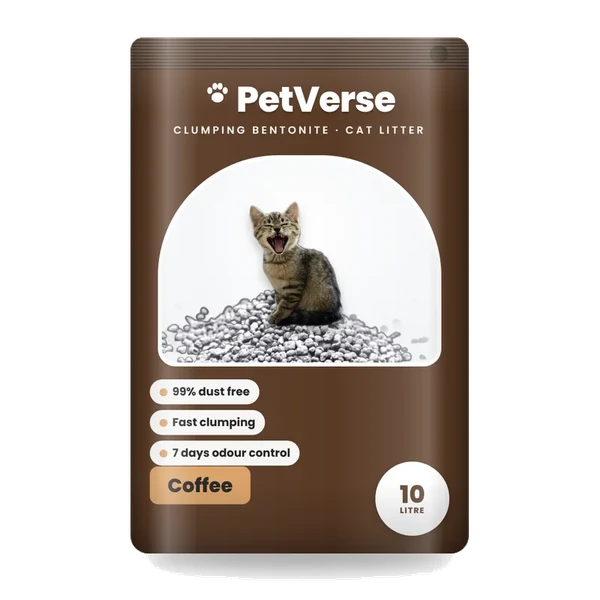 PetVerse
CLUMPING BENTONITE · CAT LITTER
99% dust free
Fast clumping
7 days odour control
Coffee
10
LITRE